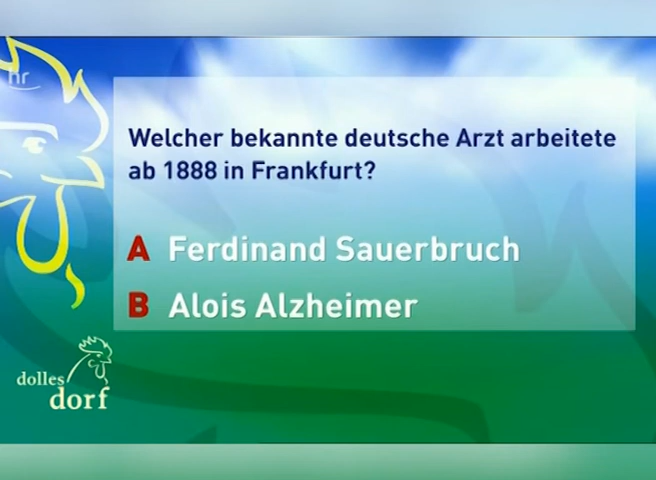 hr
Welcher bekannte deutsche Arzt arbeitete
ab 1888 in Frankfurt?
A Ferdinand Sauerbruch
B Alois Alzheimer
dolles
dorf